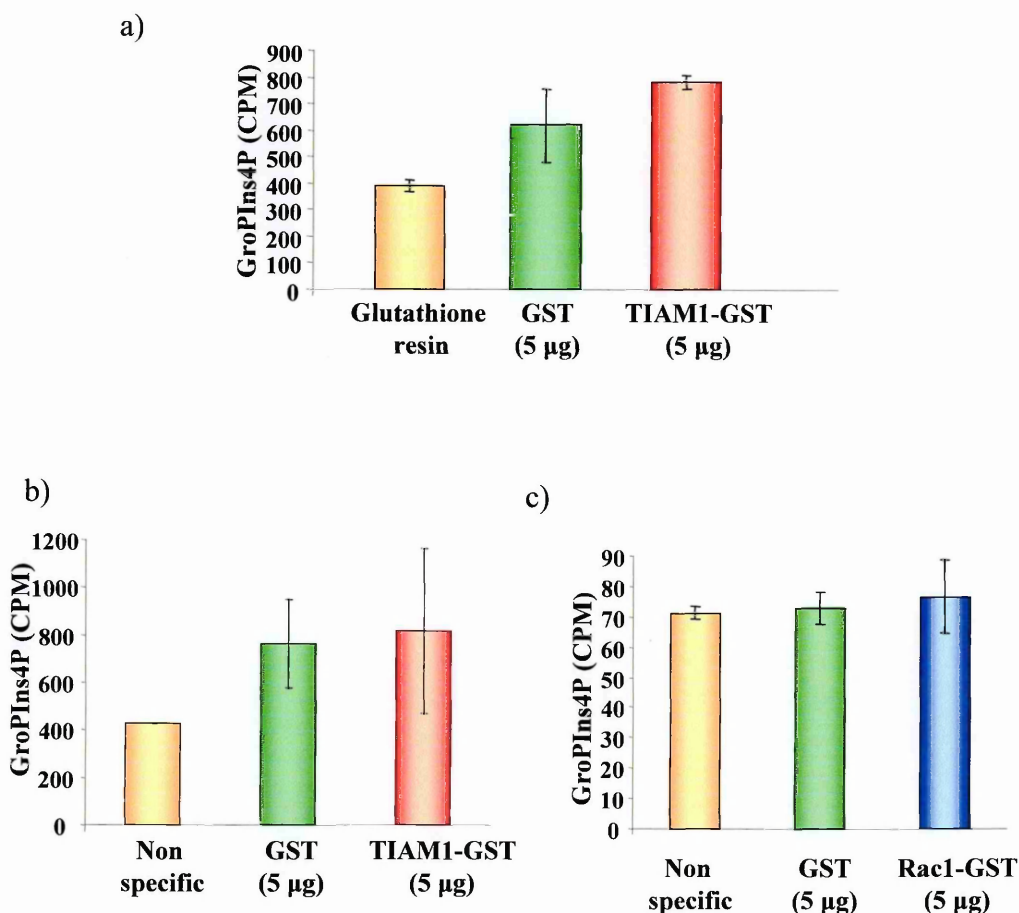 a)
GroPIns4P (CPM)
900
800
700
600
500
400
300
200
100
0
Glutathione resin
GST (5 µg)
TIAM1-GST (5 µg)
b)
GroPIns4P (CPM)
1200
1000
800
600
400
200
0
Non specific
GST (5 µg)
TIAM1-GST (5 µg)
c)
GroPIns4P (CPM)
90
80
70
60
50
40
30
20
10
0
Non specific
GST (5 µg)
Rac1-GST (5 µg)